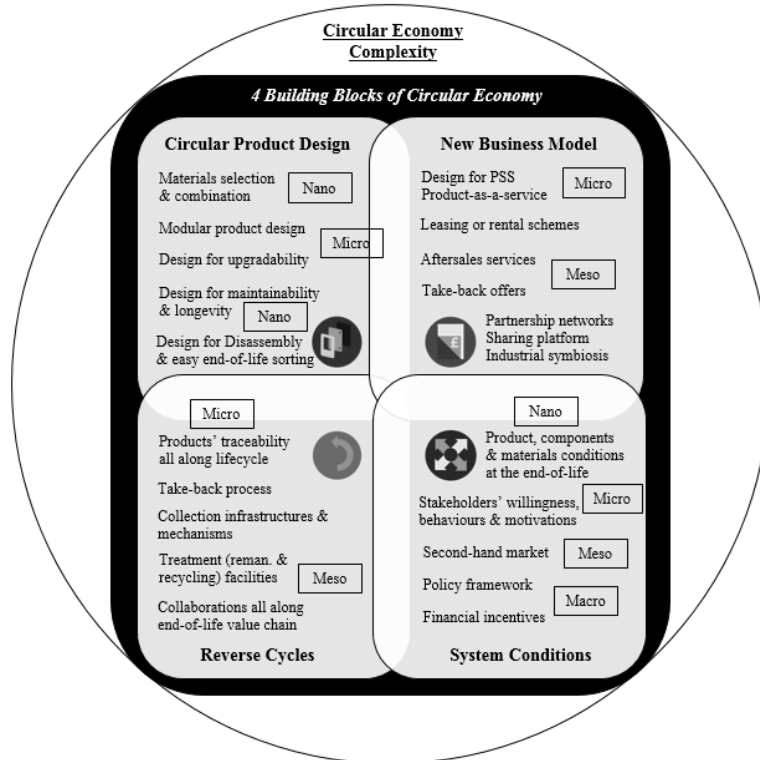 Circular Economy
Complexity
4 Building Blocks of Circular Economy
Circular Product Design
Materials selection
& combination
Nano
Modular product design
Micro
Design for upgradability
Design for maintainability
& longevity
Nano
Design for Disassembly
& easy end-of-life sorting
New Business Model
Design for PSS
Product-as-a-service
Micro
Leasing or rental schemes
Aftersales services
Meso
Take-back offers
Partnership networks
Sharing platform
Industrial symbiosis
£
Micro
Products’ traceability
all along lifecycle
Take-back process
Collection infrastructures &
mechanisms
Treatment (reman. &
recycling) facilities
Meso
Collaborations all along
end-of-life value chain
Reverse Cycles
Nano
Product, components
& materials conditions
at the end-of-life
Stakeholders’ willingness,
behaviours & motivations
Micro
Second-hand market
Meso
Policy framework
Macro
Financial incentives
System Conditions